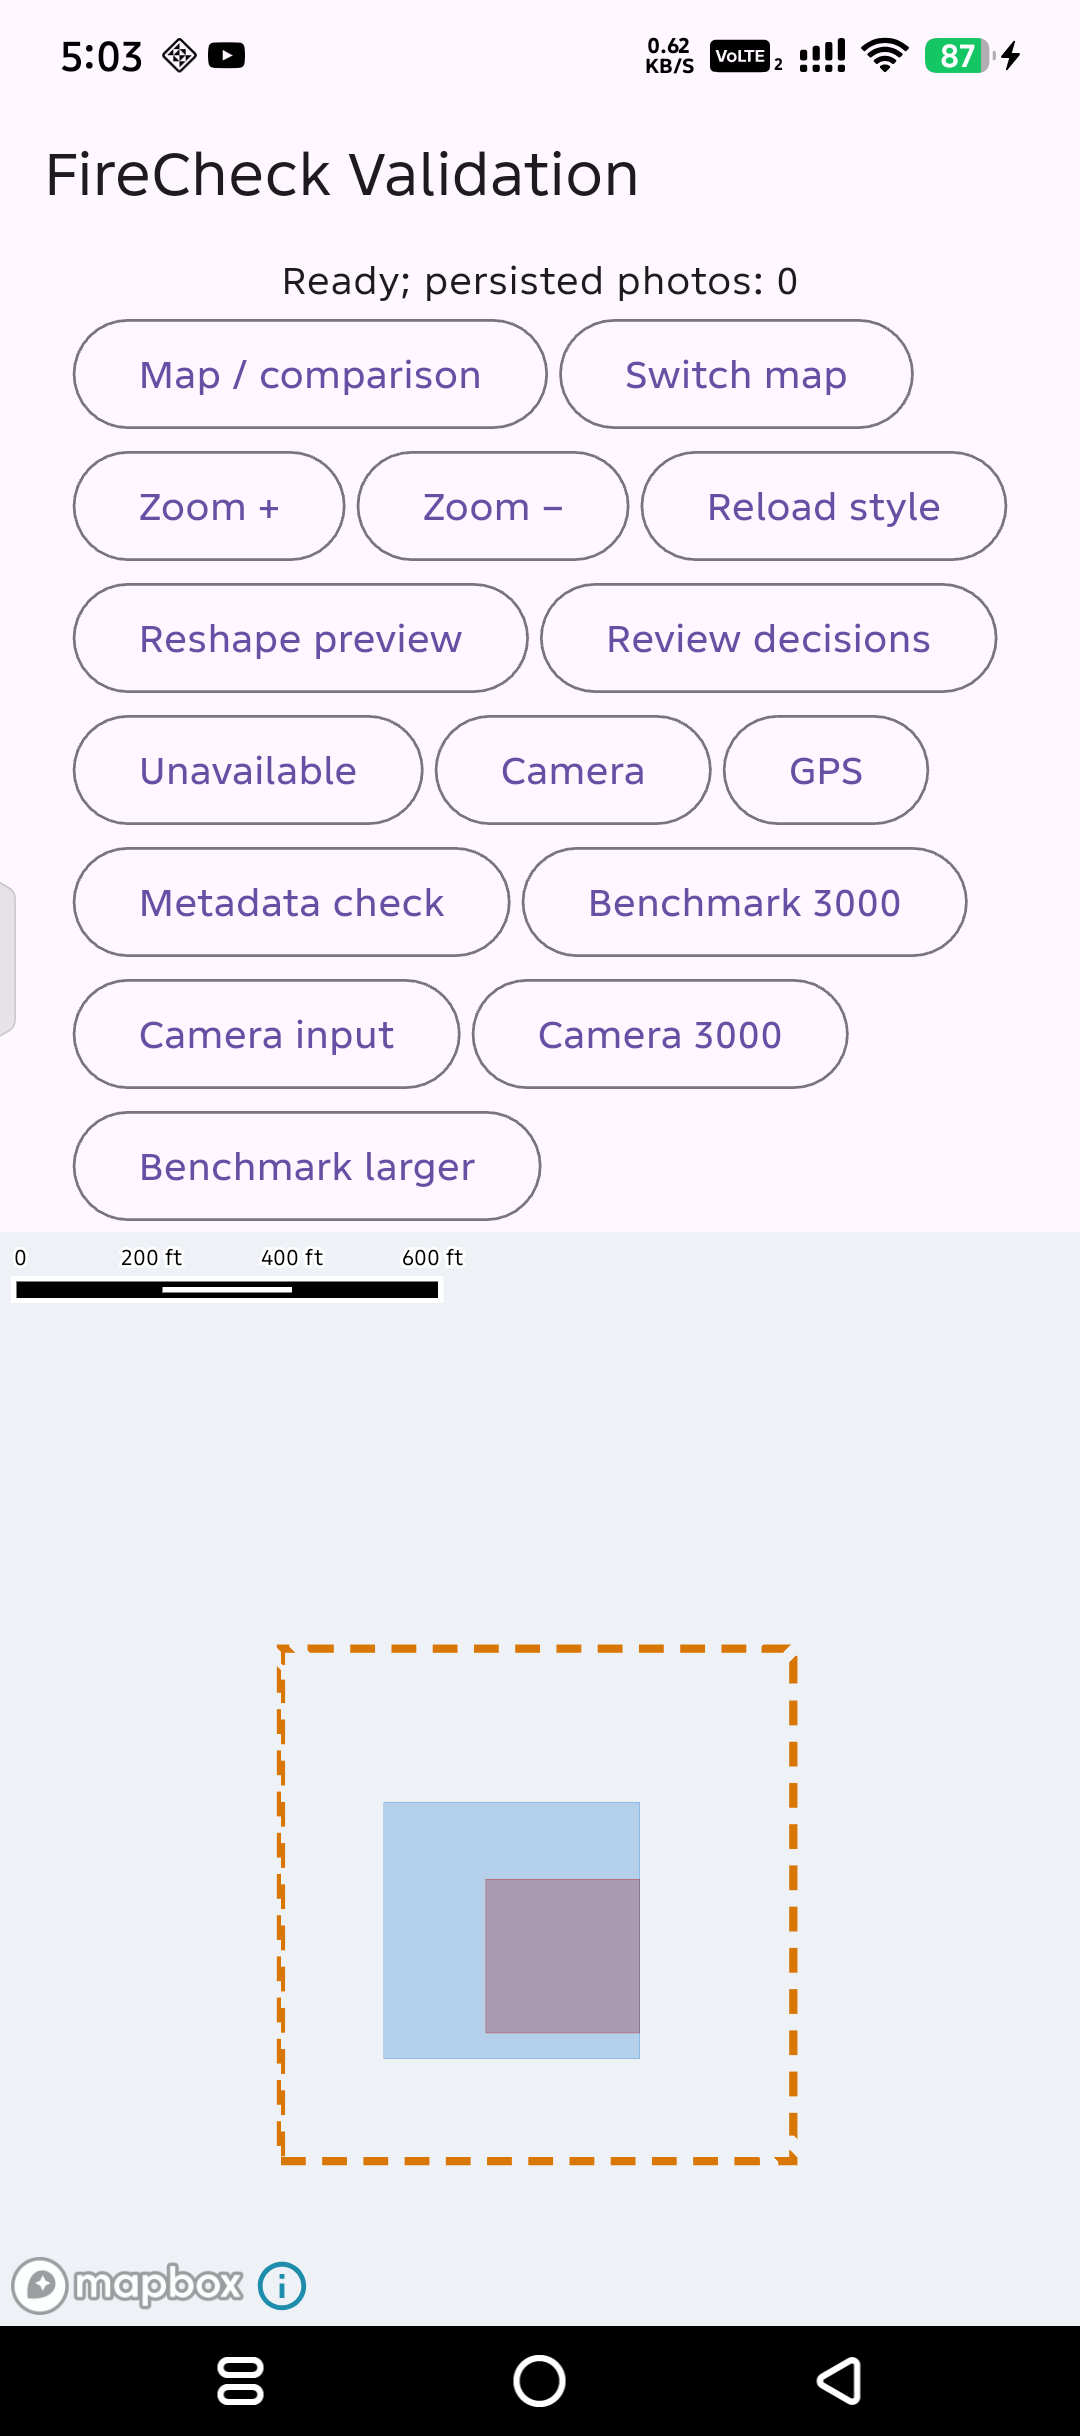 5:03 0.62 KB/S VoLTE 2 87
FireCheck Validation
Ready; persisted photos: 0
Map / comparison Switch map
Zoom + Zoom − Reload style
Reshape preview Review decisions
Unavailable Camera GPS
Metadata check Benchmark 3000
Camera input Camera 3000
Benchmark larger
0 200 ft 400 ft 600 ft
mapbox